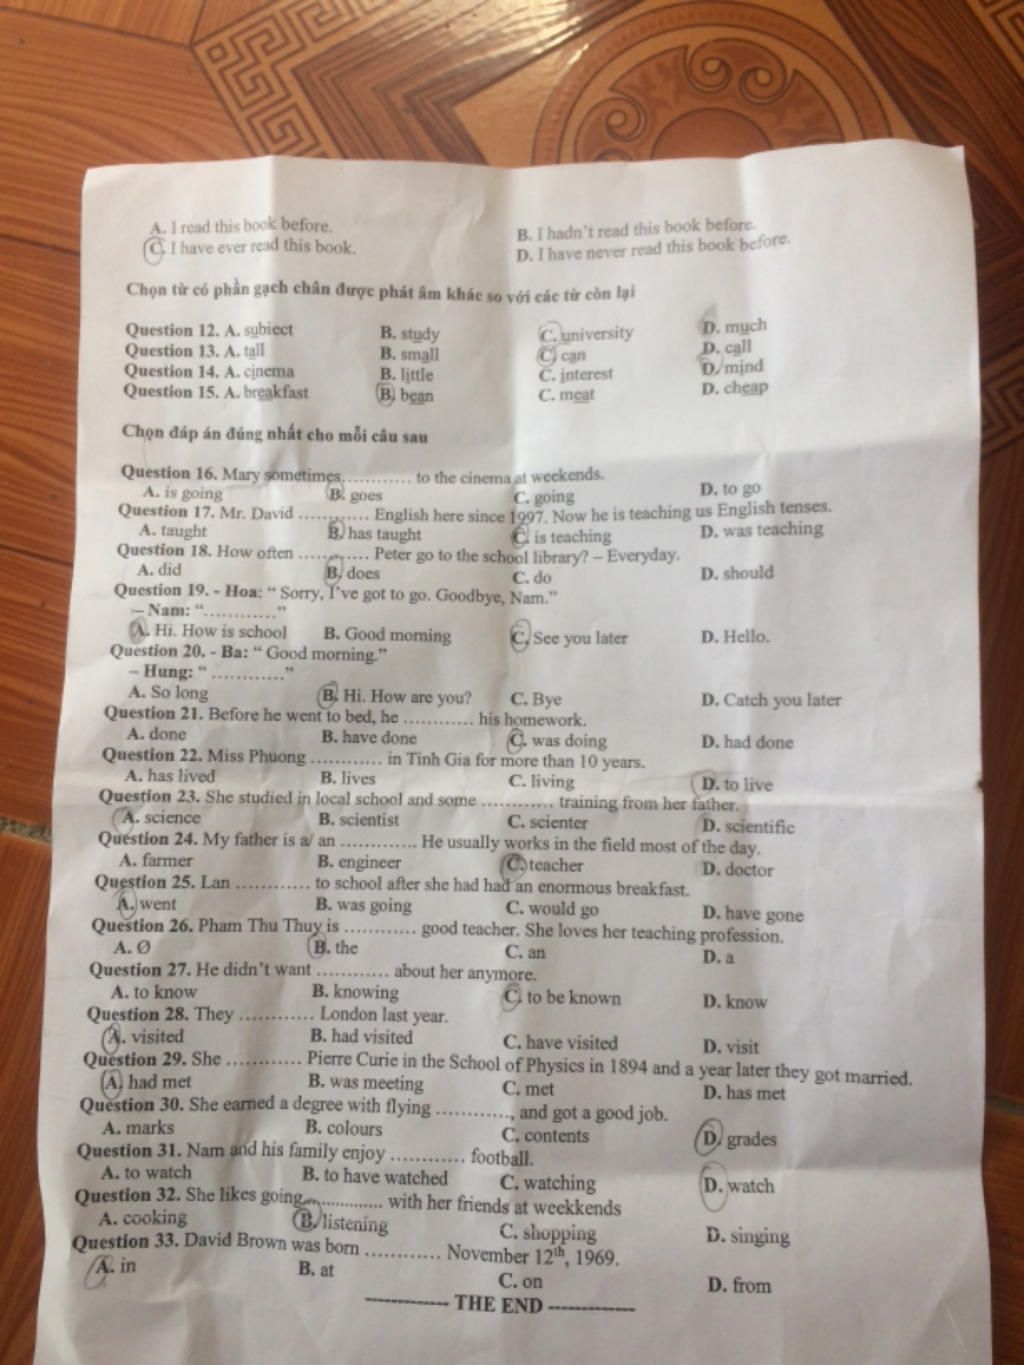 A. I read this book before. B. I hadn't read this book before.
C. I have ever read this book. D. I have never read this book before.
Chọn từ có phần gạch chân được phát âm khác so với các từ còn lại
Question 12. A. subject B. study C. university D. much
Question 13. A. tall B. small C. can D. call
Question 14. A. cinema B. little C. interest D. mind
Question 15. A. breakfast B. bean C. meat D. cheap
Chọn đáp án đúng nhất cho mỗi câu sau
Question 16. Mary sometimes............ to the cinema at weekends.
A. is going B. goes C. going D. to go
Question 17. Mr. David ............ English here since 1997. Now he is teaching us English tenses.
A. taught B. has taught C. is teaching D. was teaching
Question 18. How often ............ Peter go to the school library? – Everyday.
A. did B. does C. do D. should
Question 19. - Hoa: “ Sorry, I've got to go. Goodbye, Nam.”
– Nam: “............”
A. Hi. How is school B. Good morning C. See you later D. Hello.
Question 20. - Ba: “ Good morning.”
– Hung: “ ............”
A. So long B. Hi. How are you? C. Bye D. Catch you later
Question 21. Before he went to bed, he ............ his homework.
A. done B. have done C. was doing D. had done
Question 22. Miss Phuong ............ in Tinh Gia for more than 10 years.
A. has lived B. lives C. living D. to live
Question 23. She studied in local school and some ............ training from her father.
A. science B. scientist C. scienter D. scientific
Question 24. My father is a/ an ............. He usually works in the field most of the day.
A. farmer B. engineer C. teacher D. doctor
Question 25. Lan ............ to school after she had had an enormous breakfast.
A. went B. was going C. would go D. have gone
Question 26. Pham Thu Thuy is ............ good teacher. She loves her teaching profession.
A. Ø B. the C. an D. a
Question 27. He didn't want ............ about her anymore.
A. to know B. knowing C. to be known D. know
Question 28. They ............ London last year.
A. visited B. had visited C. have visited D. visit
Question 29. She ............ Pierre Curie in the School of Physics in 1894 and a year later they got married.
A. had met B. was meeting C. met D. has met
Question 30. She earned a degree with flying ............, and got a good job.
A. marks B. colours C. contents D. grades
Question 31. Nam and his family enjoy ............ football.
A. to watch B. to have watched C. watching D. watch
Question 32. She likes going............. with her friends at weekkends
A. cooking B. listening C. shopping D. singing
Question 33. David Brown was born ............ November 12th, 1969.
A. in B. at C. on D. from
------------ THE END ------------